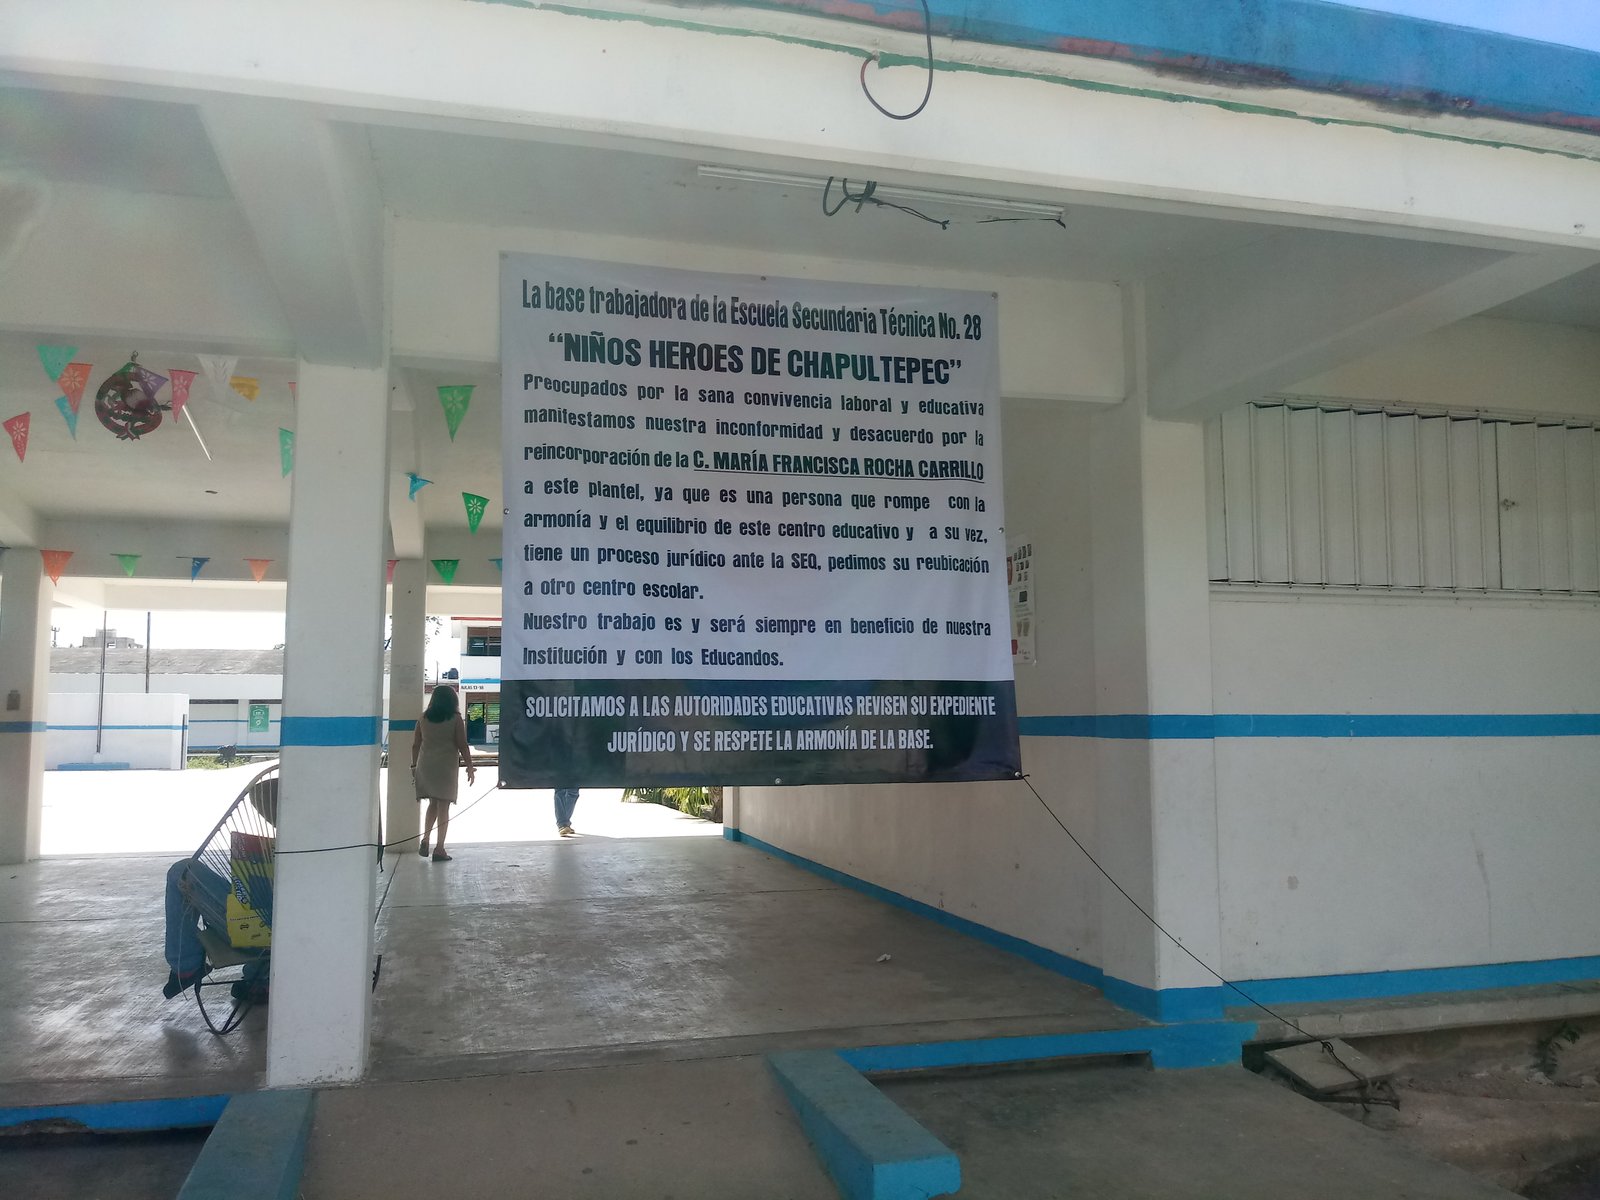 La base trabajadora de la Escuela Secundaria Técnica No. 28
“NIÑOS HEROES DE CHAPULTEPEC”
Preocupados por la sana convivencia laboral y educativa
manifestamos nuestra inconformidad y desacuerdo por la
reincorporación de la C. MARÍA FRANCISCA ROCHA CARRILLO
a este plantel, ya que es una persona que rompe con la
armonía y el equilibrio de este centro educativo y a su vez,
tiene un proceso jurídico ante la SEQ, pedimos su reubicación
a otro centro escolar.
Nuestro trabajo es y será siempre en beneficio de nuestra
Institución y con los Educandos.
SOLICITAMOS A LAS AUTORIDADES EDUCATIVAS REVISEN SU EXPEDIENTE
JURÍDICO Y SE RESPETE LA ARMONÍA DE LA BASE.